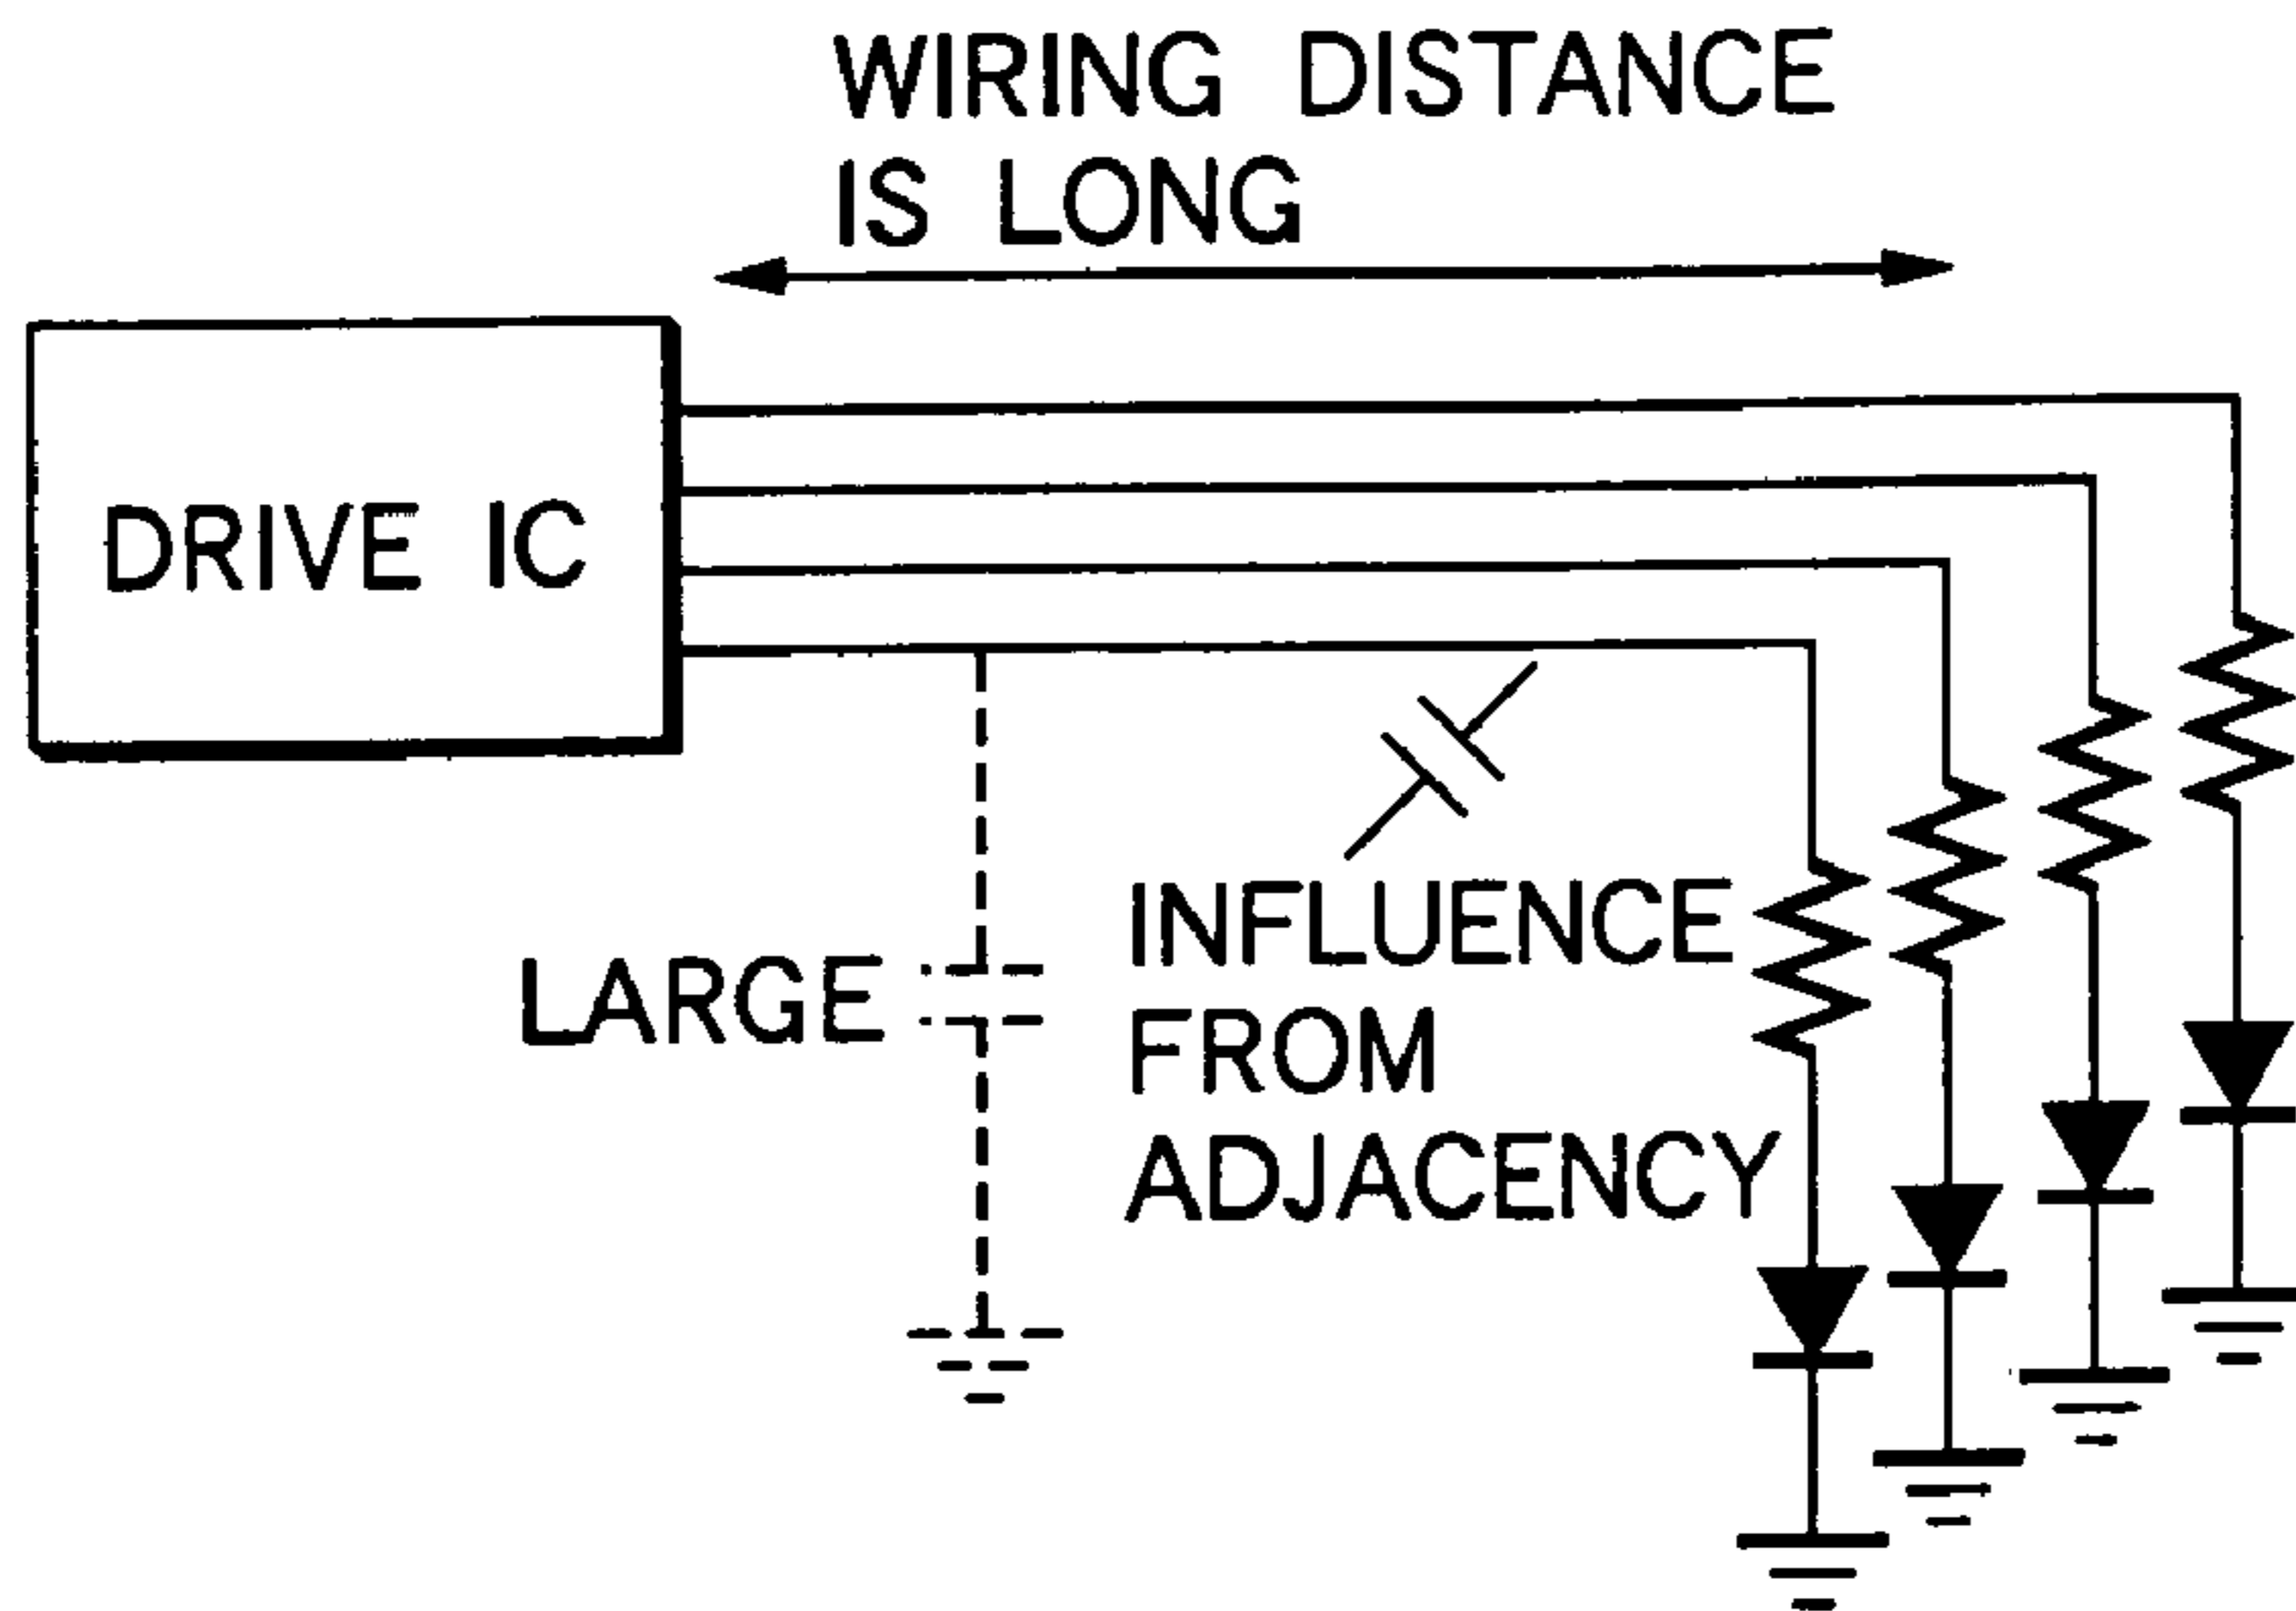 WIRING DISTANCE
IS LONG
DRIVE IC
LARGE
INFLUENCE
FROM
ADJACENCY